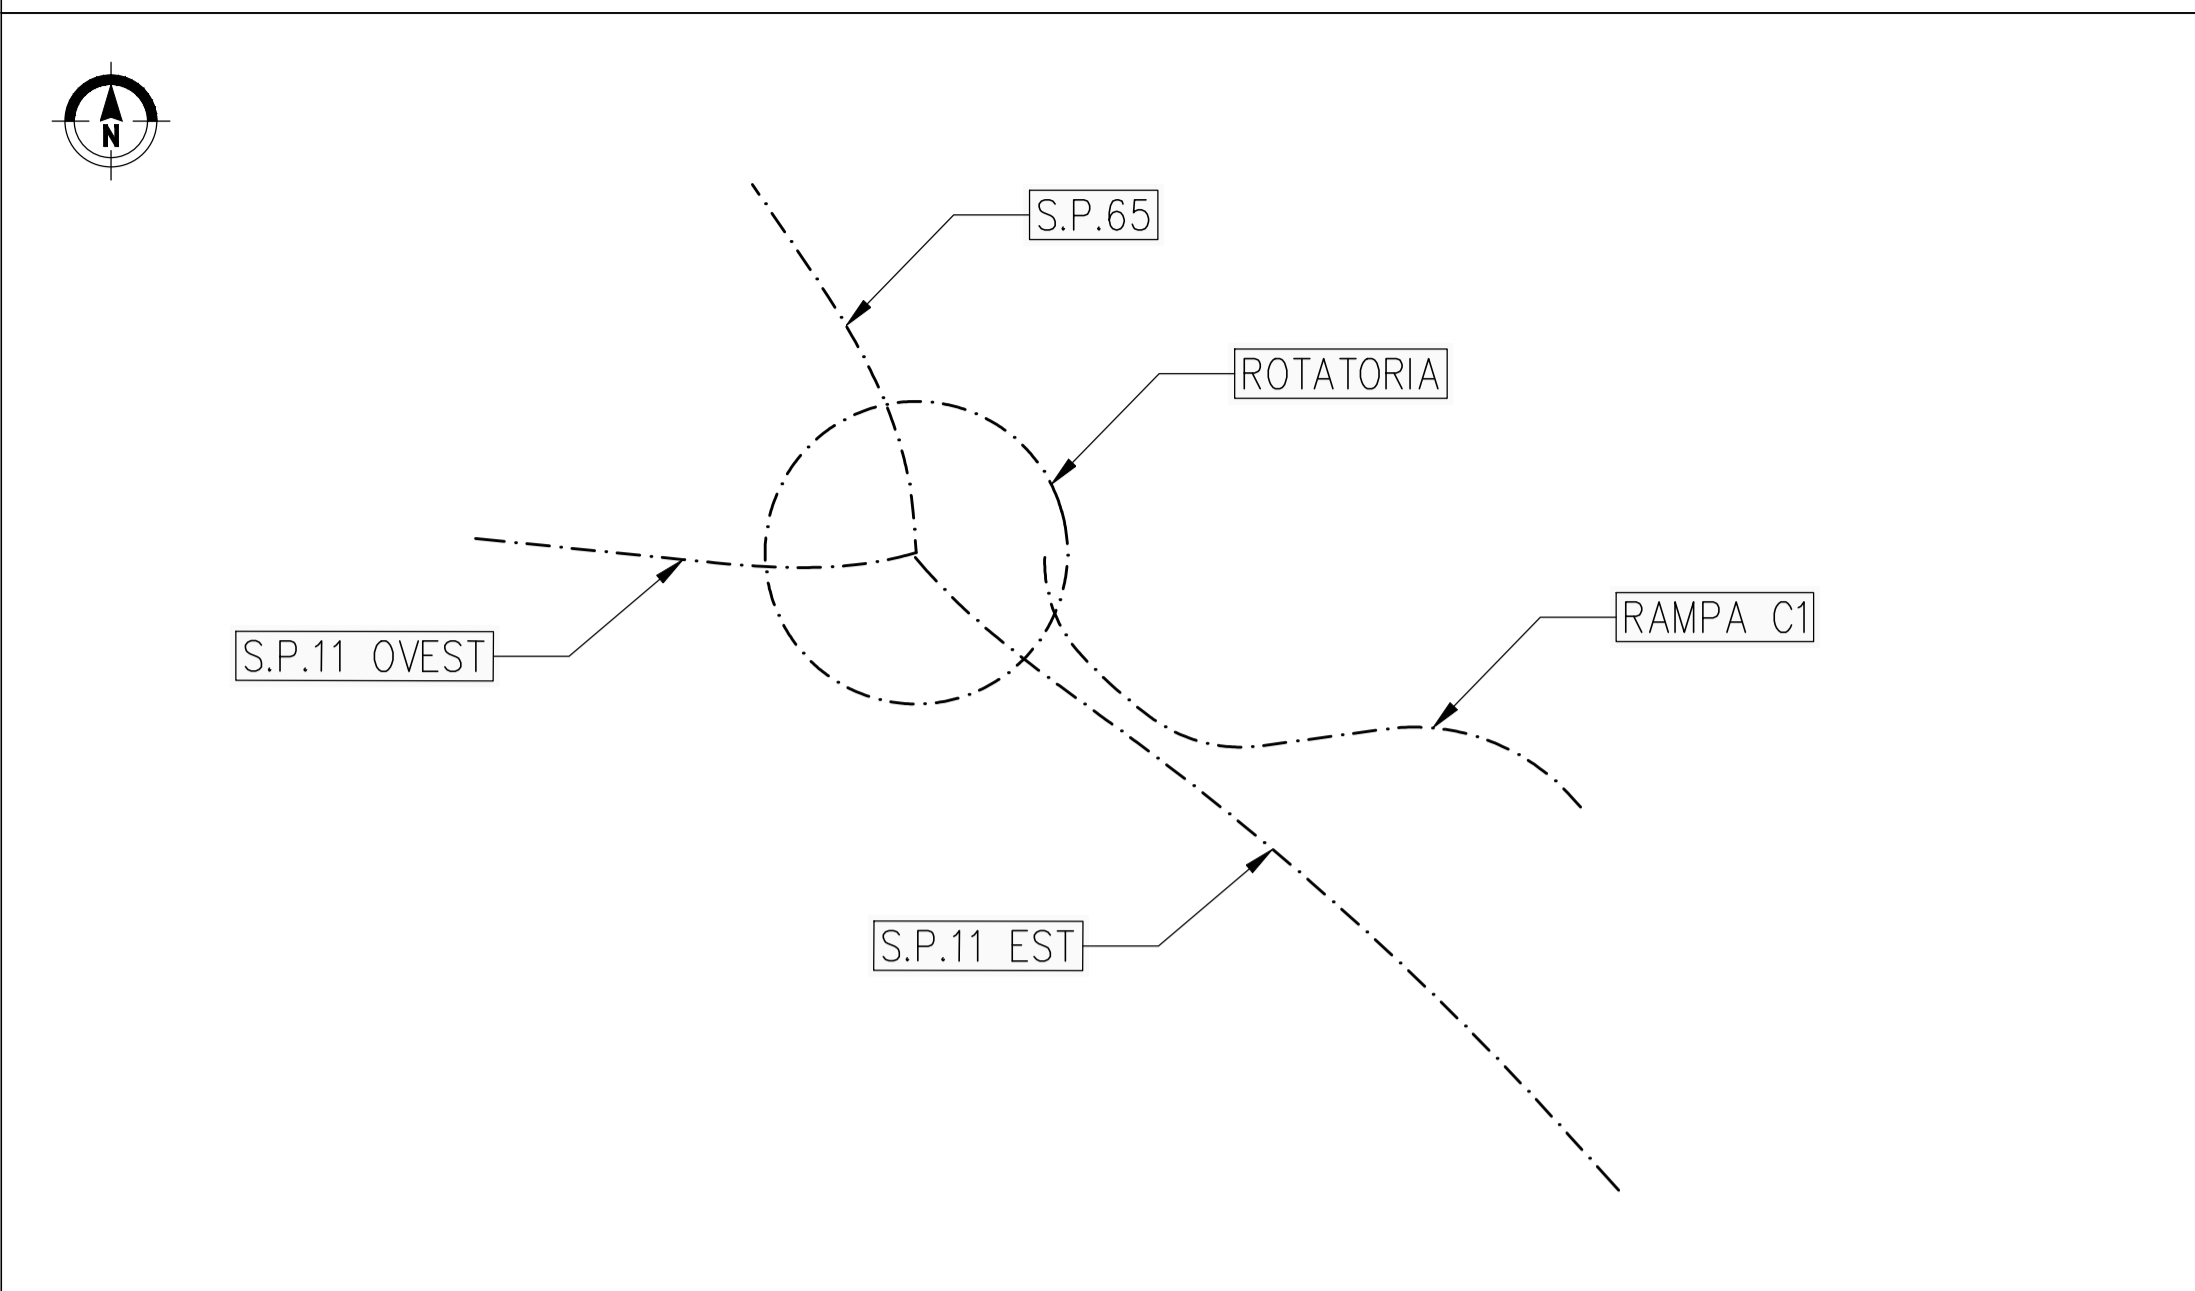 N
S.P.65
ROTATORIA
RAMPA C1
S.P.11 OVEST
S.P.11 EST